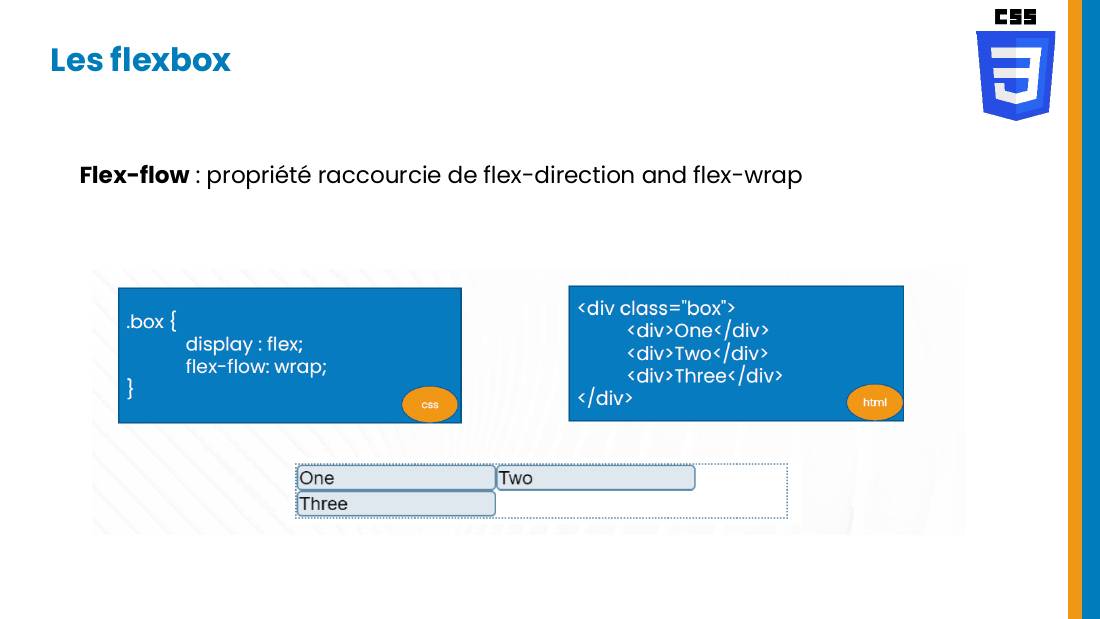 CSS
Les flexbox
Flex-flow : propriété raccourcie de flex-direction and flex-wrap
.box {
display : flex;
flex-flow: wrap;
}
css
<div class="box">
<div>One</div>
<div>Two</div>
<div>Three</div>
</div>
html
One
Two
Three